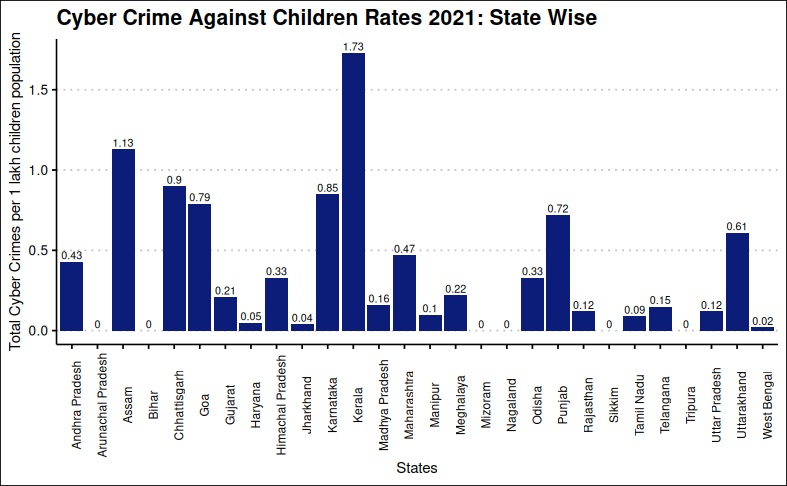 Cyber Crime Against Children Rates 2021: State Wise
Total Cyber Crimes per 1 lakh children population
1.5
1.0
0.5
0.0
0.43
0
1.13
0
0.9
0.79
0.21
0.05
0.33
0.04
0.85
1.73
0.16
0.47
0.1
0.22
0
0
0.33
0.72
0.12
0
0.09
0.15
0
0.12
0.61
0.02
Andhra Pradesh
Arunachal Pradesh
Assam
Bihar
Chhattisgarh
Goa
Gujarat
Haryana
Himachal Pradesh
Jharkhand
Karnataka
Kerala
Madhya Pradesh
Maharashtra
Manipur
Meghalaya
Mizoram
Nagaland
Odisha
Punjab
Rajasthan
Sikkim
Tamil Nadu
Telangana
Tripura
Uttar Pradesh
Uttarakhand
West Bengal
States